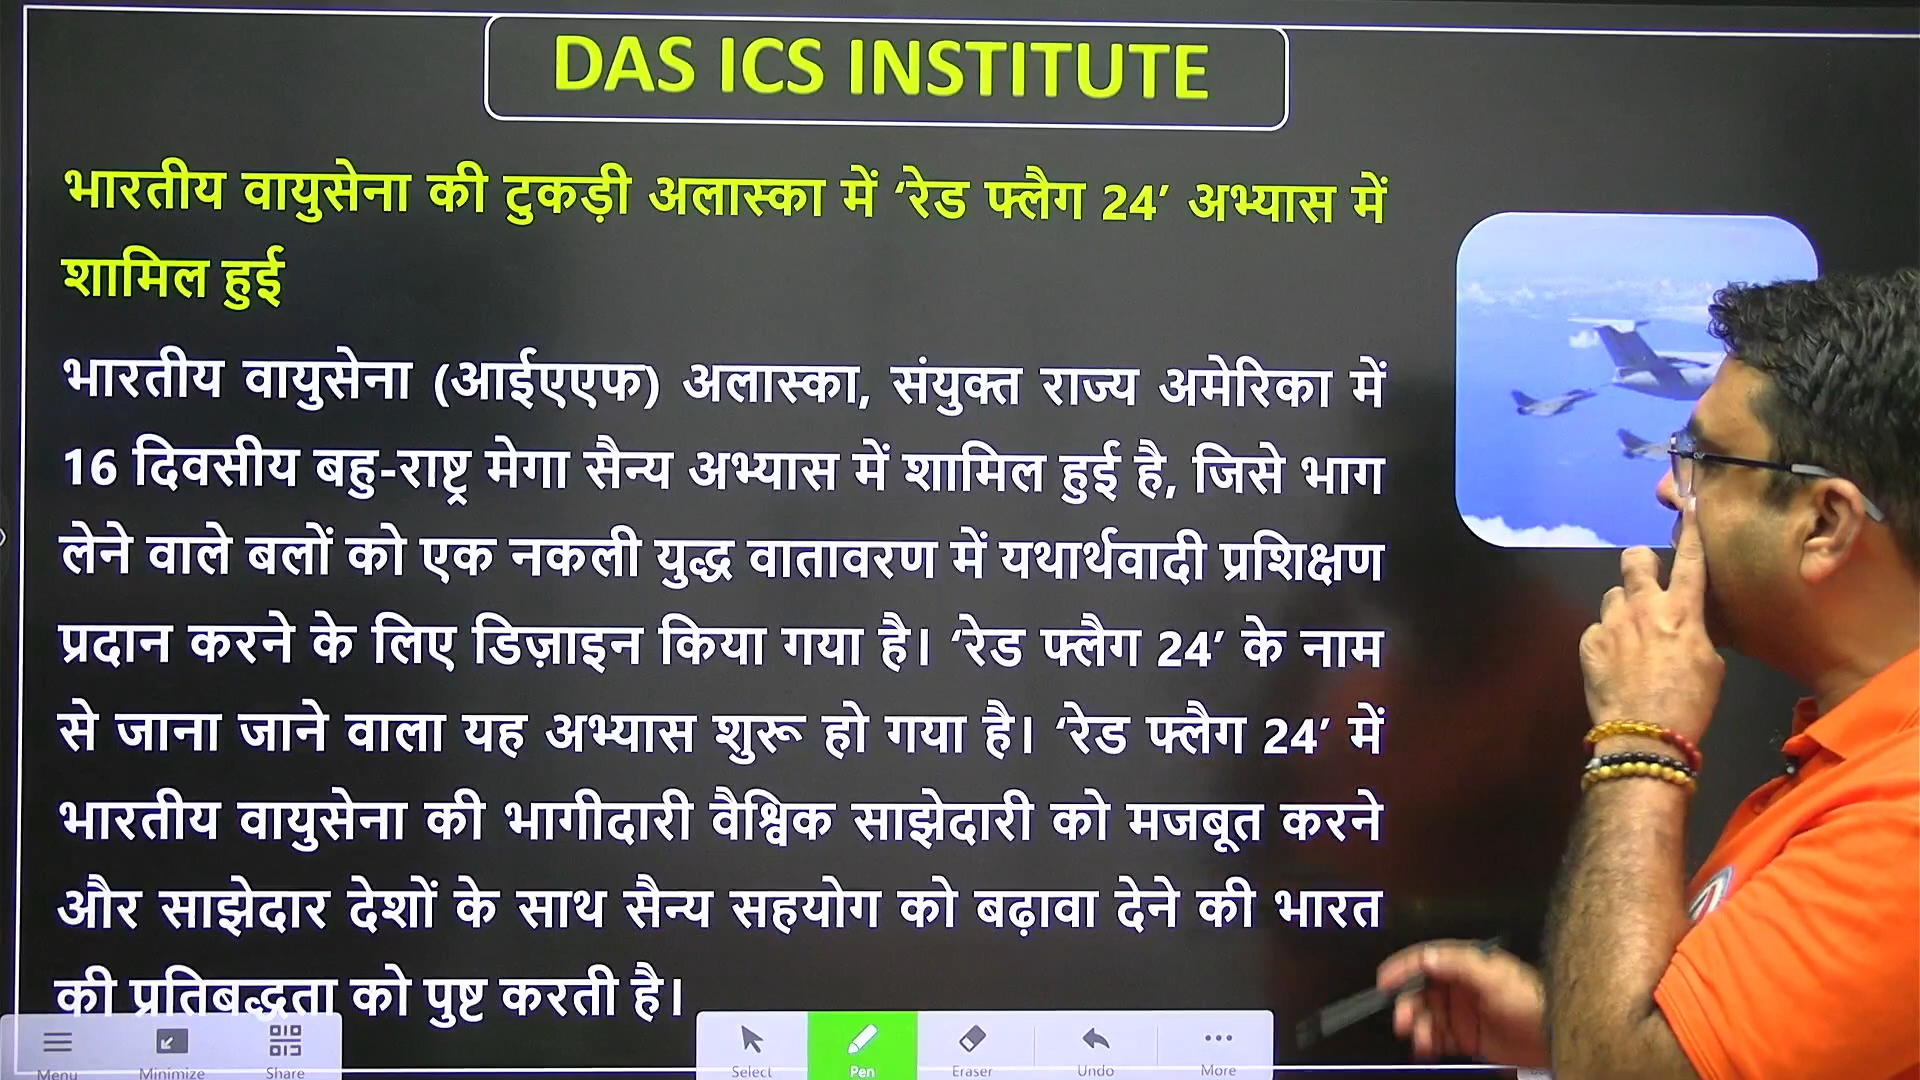 DAS ICS INSTITUTE
भारतीय वायुसेना की टुकड़ी अलास्का में ‘रेड फ्लैग 24’ अभ्यास में
शामिल हुई
भारतीय वायुसेना (आईएएफ) अलास्का, संयुक्त राज्य अमेरिका में
16 दिवसीय बहु-राष्ट्र मेगा सैन्य अभ्यास में शामिल हुई है, जिसे भाग
लेने वाले बलों को एक नकली युद्ध वातावरण में यथार्थवादी प्रशिक्षण
प्रदान करने के लिए डिज़ाइन किया गया है। ‘रेड फ्लैग 24’ के नाम
से जाना जाने वाला यह अभ्यास शुरू हो गया है। ‘रेड फ्लैग 24’ में
भारतीय वायुसेना की भागीदारी वैश्विक साझेदारी को मजबूत करने
और साझेदार देशों के साथ सैन्य सहयोग को बढ़ावा देने की भारत
की प्रतिबद्धता को पुष्ट करती है।
Menu Minimize Share Select Pen Eraser Undo More